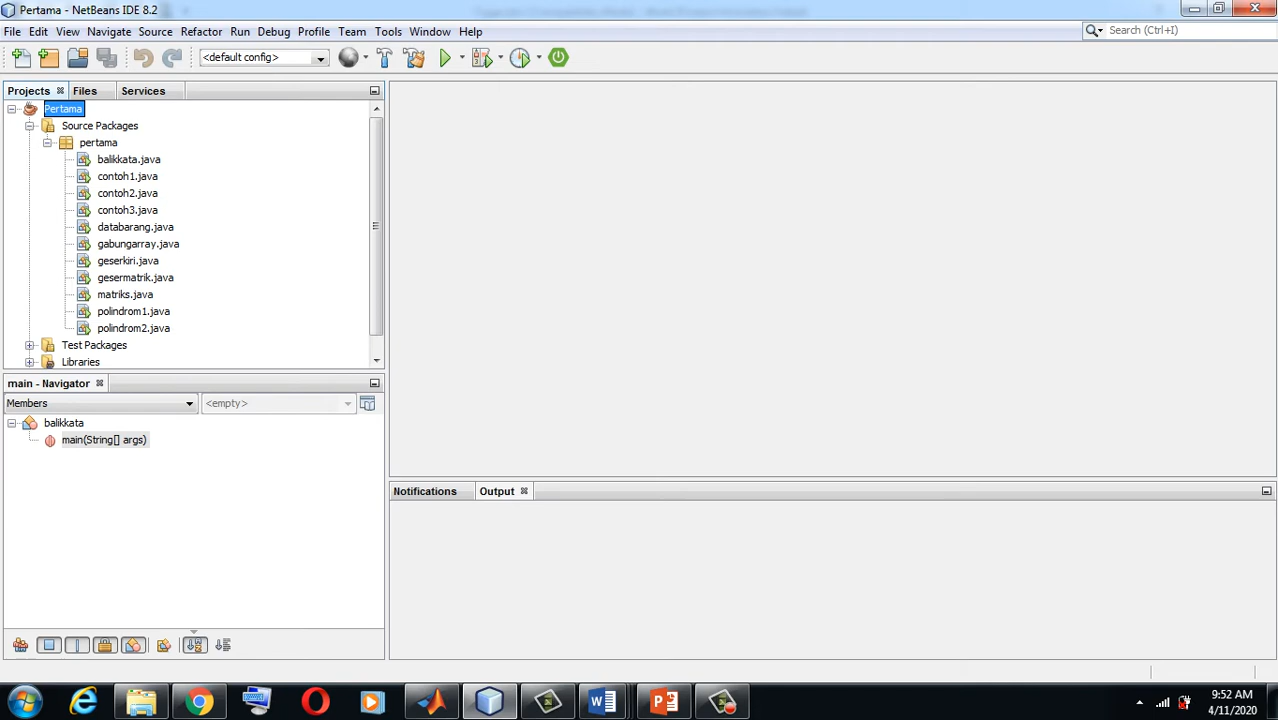 Pertama - NetBeans IDE 8.2
File Edit View Navigate Source Refactor Run Debug Profile Team Tools Window Help
Search (Ctrl+I)
<default config>
Projects Files Services
Pertama
Source Packages
pertama
balikkata.java
contoh1.java
contoh2.java
contoh3.java
databarang.java
gabungarray.java
geserkiri.java
gesermatrik.java
matriks.java
polindrom1.java
polindrom2.java
Test Packages
Libraries
main - Navigator
Members <empty>
balikkata
main(String[] args)
Notifications Output
9:52 AM
4/11/2020